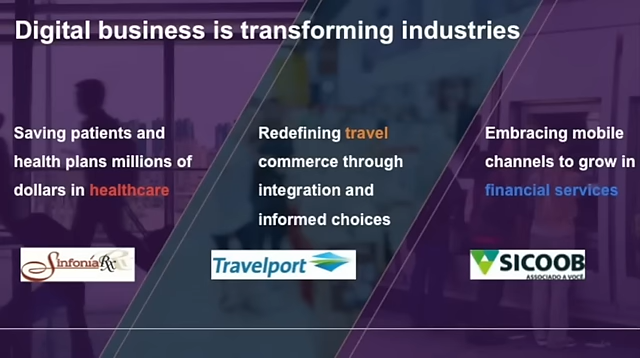 Digital business is transforming industries
Saving patients and
health plans millions of
dollars in healthcare
Redefining travel
commerce through
integration and
informed choices
Embracing mobile
channels to grow in
financial services
SinfoníaRx
Travelport
SICOOB
ASSOCIADO A VOCÊ.